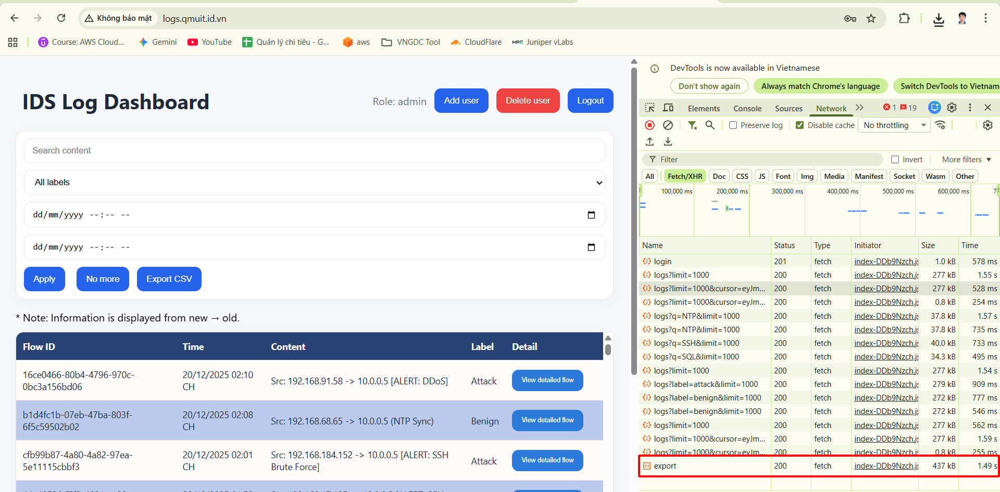 Không bảo mật logs.qmuit.id.vn
Course: AWS Cloud... Gemini YouTube Quản lý chi tiêu - G... aws VNGDC Tool CloudFlare HPE Juniper vLabs
IDS Log Dashboard
Role: admin Add user Delete user Logout
Search content
All labels
dd/mm/yyyy --:-- --
dd/mm/yyyy --:-- --
Apply No more Export CSV
* Note: Information is displayed from new → old.
Flow ID Time Content Label Detail
16ce0466-80b4-4796-970c-
0bc3a156bd06
20/12/2025 02:10
CH
Src: 192.168.91.58 -> 10.0.0.5 [ALERT: DDoS] Attack View detailed flow
b1d4fc1b-07eb-47ba-803f-
6f5c59502b02
20/12/2025 02:08
CH
Src: 192.168.68.65 -> 10.0.0.5 (NTP Sync) Benign View detailed flow
cfb99b87-4a80-4a82-97ea-
5e11115cbbf3
20/12/2025 02:01
CH
Src: 192.168.184.152 -> 10.0.0.5 [ALERT: SSH
Brute Force]
Attack View detailed flow
DevTools is now available in Vietnamese
Don't show again Always match Chrome's language Switch DevTools to Vietnam
Elements Console Sources Network 1 19
Preserve log Disable cache No throttling
Filter Invert More filters
All Fetch/XHR Doc CSS JS Font Img Media Manifest Socket Wasm Other
100,000 ms 200,000 ms 300,000 ms 400,000 ms 500,000 ms 600,000 ms 7
Name Status Type Initiator Size Time
login 201 fetch index-DDb9Nzch.js 1.0 kB 578 ms
logs?limit=1000 200 fetch index-DDb9Nzch.js 277 kB 1.55 s
logs?limit=1000&cursor=eyJm... 200 fetch index-DDb9Nzch.js 277 kB 528 ms
logs?limit=1000&cursor=eyJm... 200 fetch index-DDb9Nzch.js 0.8 kB 254 ms
logs?q=NTP&limit=1000 200 fetch index-DDb9Nzch.js 37.8 kB 1.57 s
logs?q=NTP&limit=1000 200 fetch index-DDb9Nzch.js 37.8 kB 735 ms
logs?q=SSH&limit=1000 200 fetch index-DDb9Nzch.js 40.0 kB 733 ms
logs?q=SQL&limit=1000 200 fetch index-DDb9Nzch.js 34.3 kB 495 ms
logs?limit=1000 200 fetch index-DDb9Nzch.js 277 kB 1.54 s
logs?label=attack&limit=1000 200 fetch index-DDb9Nzch.js 279 kB 909 ms
logs?label=benign&limit=1000 200 fetch index-DDb9Nzch.js 272 kB 777 ms
logs?label=benign&limit=1000 200 fetch index-DDb9Nzch.js 272 kB 546 ms
logs?limit=1000 200 fetch index-DDb9Nzch.js 277 kB 562 ms
logs?limit=1000&cursor=eyJm... 200 fetch index-DDb9Nzch.js 277 kB 1.59 s
logs?limit=1000&cursor=eyJm... 200 fetch index-DDb9Nzch.js 0.8 kB 255 ms
export 200 fetch index-DDb9Nzch.js 437 kB 1.49 s